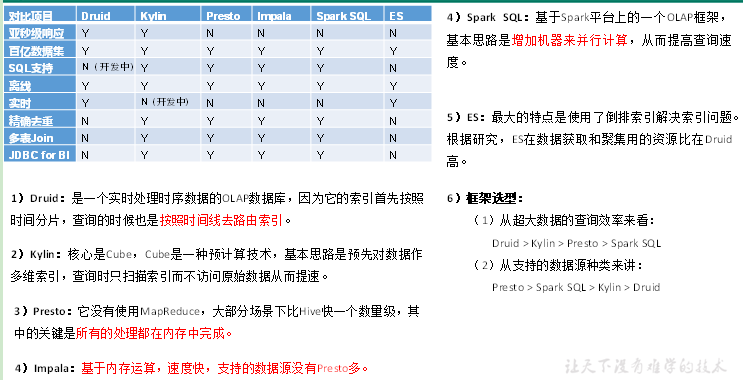 对比项目 Druid Kylin Presto Impala Spark SQL ES
亚秒级响应 Y Y N N N N
百亿数据集 Y Y Y Y Y Y
SQL支持 N（开发中） Y Y Y Y N
离线 Y Y Y Y Y Y
实时 Y N（开发中） N N N Y
精确去重 N Y Y Y Y N
多表Join N Y Y Y Y N
JDBC for BI N Y Y Y Y N
1）Druid：是一个实时处理时序数据的OLAP数据库，因为它的索引首先按照
时间分片，查询的时候也是按照时间线去路由索引。
2）Kylin：核心是Cube，Cube是一种预计算技术，基本思路是预先对数据作
多维索引，查询时只扫描索引而不访问原始数据从而提速。
3）Presto：它没有使用MapReduce，大部分场景下比Hive快一个数量级，其
中的关键是所有的处理都在内存中完成。
4）Impala：基于内存运算，速度快，支持的数据源没有Presto多。
4）Spark SQL：基于Spark平台上的一个OLAP框架，
基本思路是增加机器来并行计算，从而提高查询速
度。
5）ES：最大的特点是使用了倒排索引解决索引问题。
根据研究，ES在数据获取和聚集用的资源比在Druid
高。
6）框架选型：
（1）从超大数据的查询效率来看：
Druid > Kylin > Presto > Spark SQL
（2）从支持的数据源种类来讲：
Presto > Spark SQL > Kylin > Druid
让天下没有难学的技术